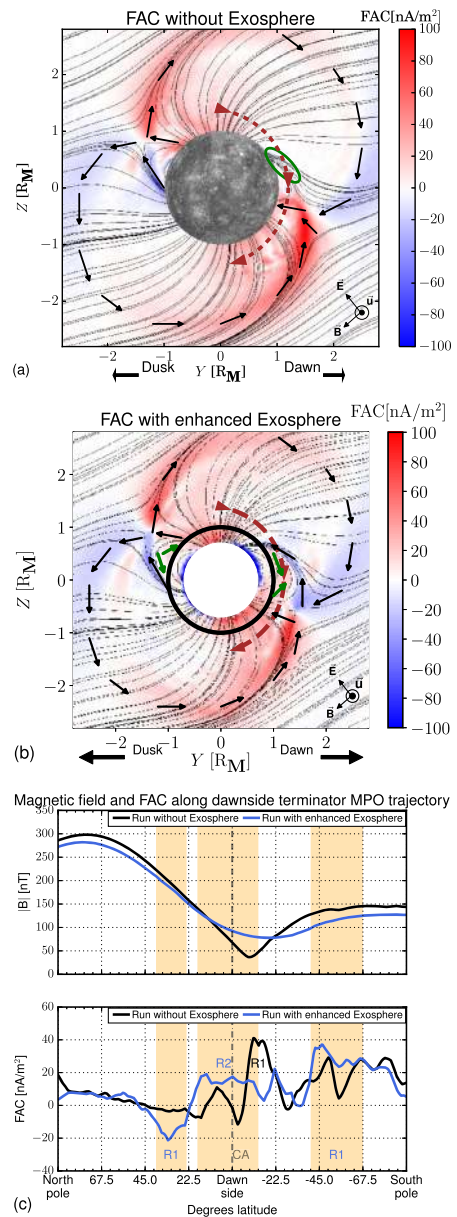 FAC without Exosphere
FAC[nA/m²]
Z [R_M]
2
1
0
−1
−2
100
80
60
40
20
0
−20
−40
−60
−80
−100
E⃗
u⃗
B⃗
−2 −1 0 1 2
(a)
Dusk Y [R_M] Dawn
FAC with enhanced Exosphere
FAC[nA/m²]
Z [R_M]
2
1
0
−1
−2
100
80
60
40
20
0
−20
−40
−60
−80
−100
E⃗
u⃗
B⃗
−2 −1 0 1 2
(b)
Dusk Y [R_M] Dawn
Magnetic field and FAC along dawnside terminator MPO trajectory
Run without Exosphere Run with enhanced Exosphere
|B| [nT]
350
300
250
200
150
100
50
0
Run without Exosphere Run with enhanced Exosphere
FAC [nA/m²]
60
40
20
0
−20
−40
R2 R1
R1 CA R1
North pole 67.5 45.0 22.5 Dawn side -22.5 -45.0 -67.5 South pole
(c)
Degrees latitude